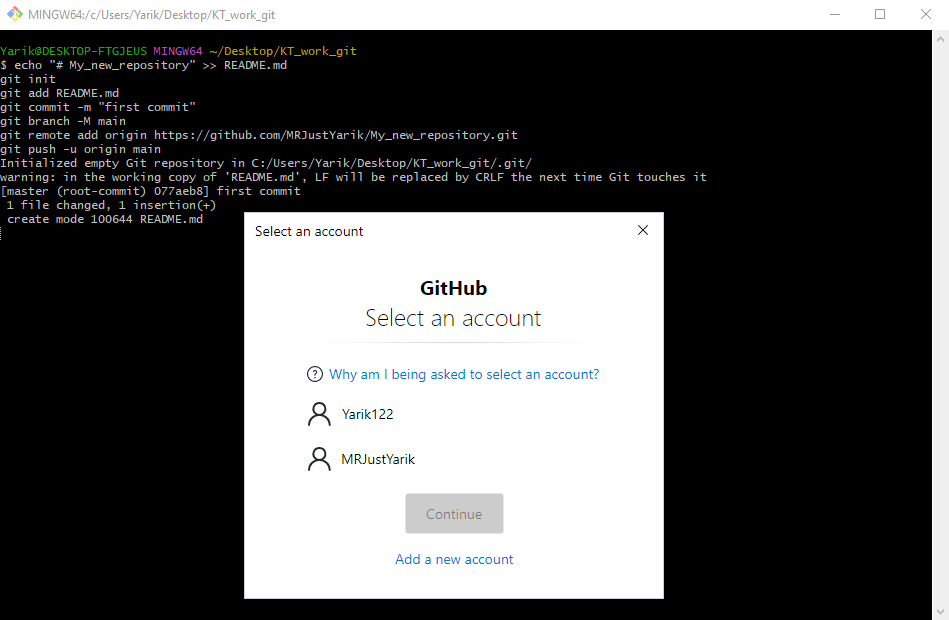 MINGW64:/c/Users/Yarik/Desktop/KT_work_git
Yarik@DESKTOP-FTGJEUS MINGW64 ~/Desktop/KT_work_git
$ echo "# My_new_repository" >> README.md
git init
git add README.md
git commit -m "first commit"
git branch -M main
git remote add origin https://github.com/MRJustYarik/My_new_repository.git
git push -u origin main
Initialized empty Git repository in C:/Users/Yarik/Desktop/KT_work_git/.git/
warning: in the working copy of 'README.md', LF will be replaced by CRLF the next time Git touches it
[master (root-commit) 077aeb8] first commit
 1 file changed, 1 insertion(+)
 create mode 100644 README.md
Select an account
GitHub
Select an account
Why am I being asked to select an account?
Yarik122
MRJustYarik
Continue
Add a new account